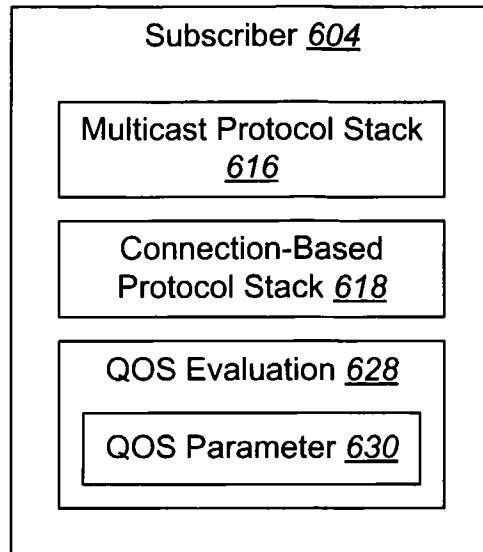 Subscriber 604
Multicast Protocol Stack
616
Connection-Based
Protocol Stack 618
QOS Evaluation 628
QOS Parameter 630